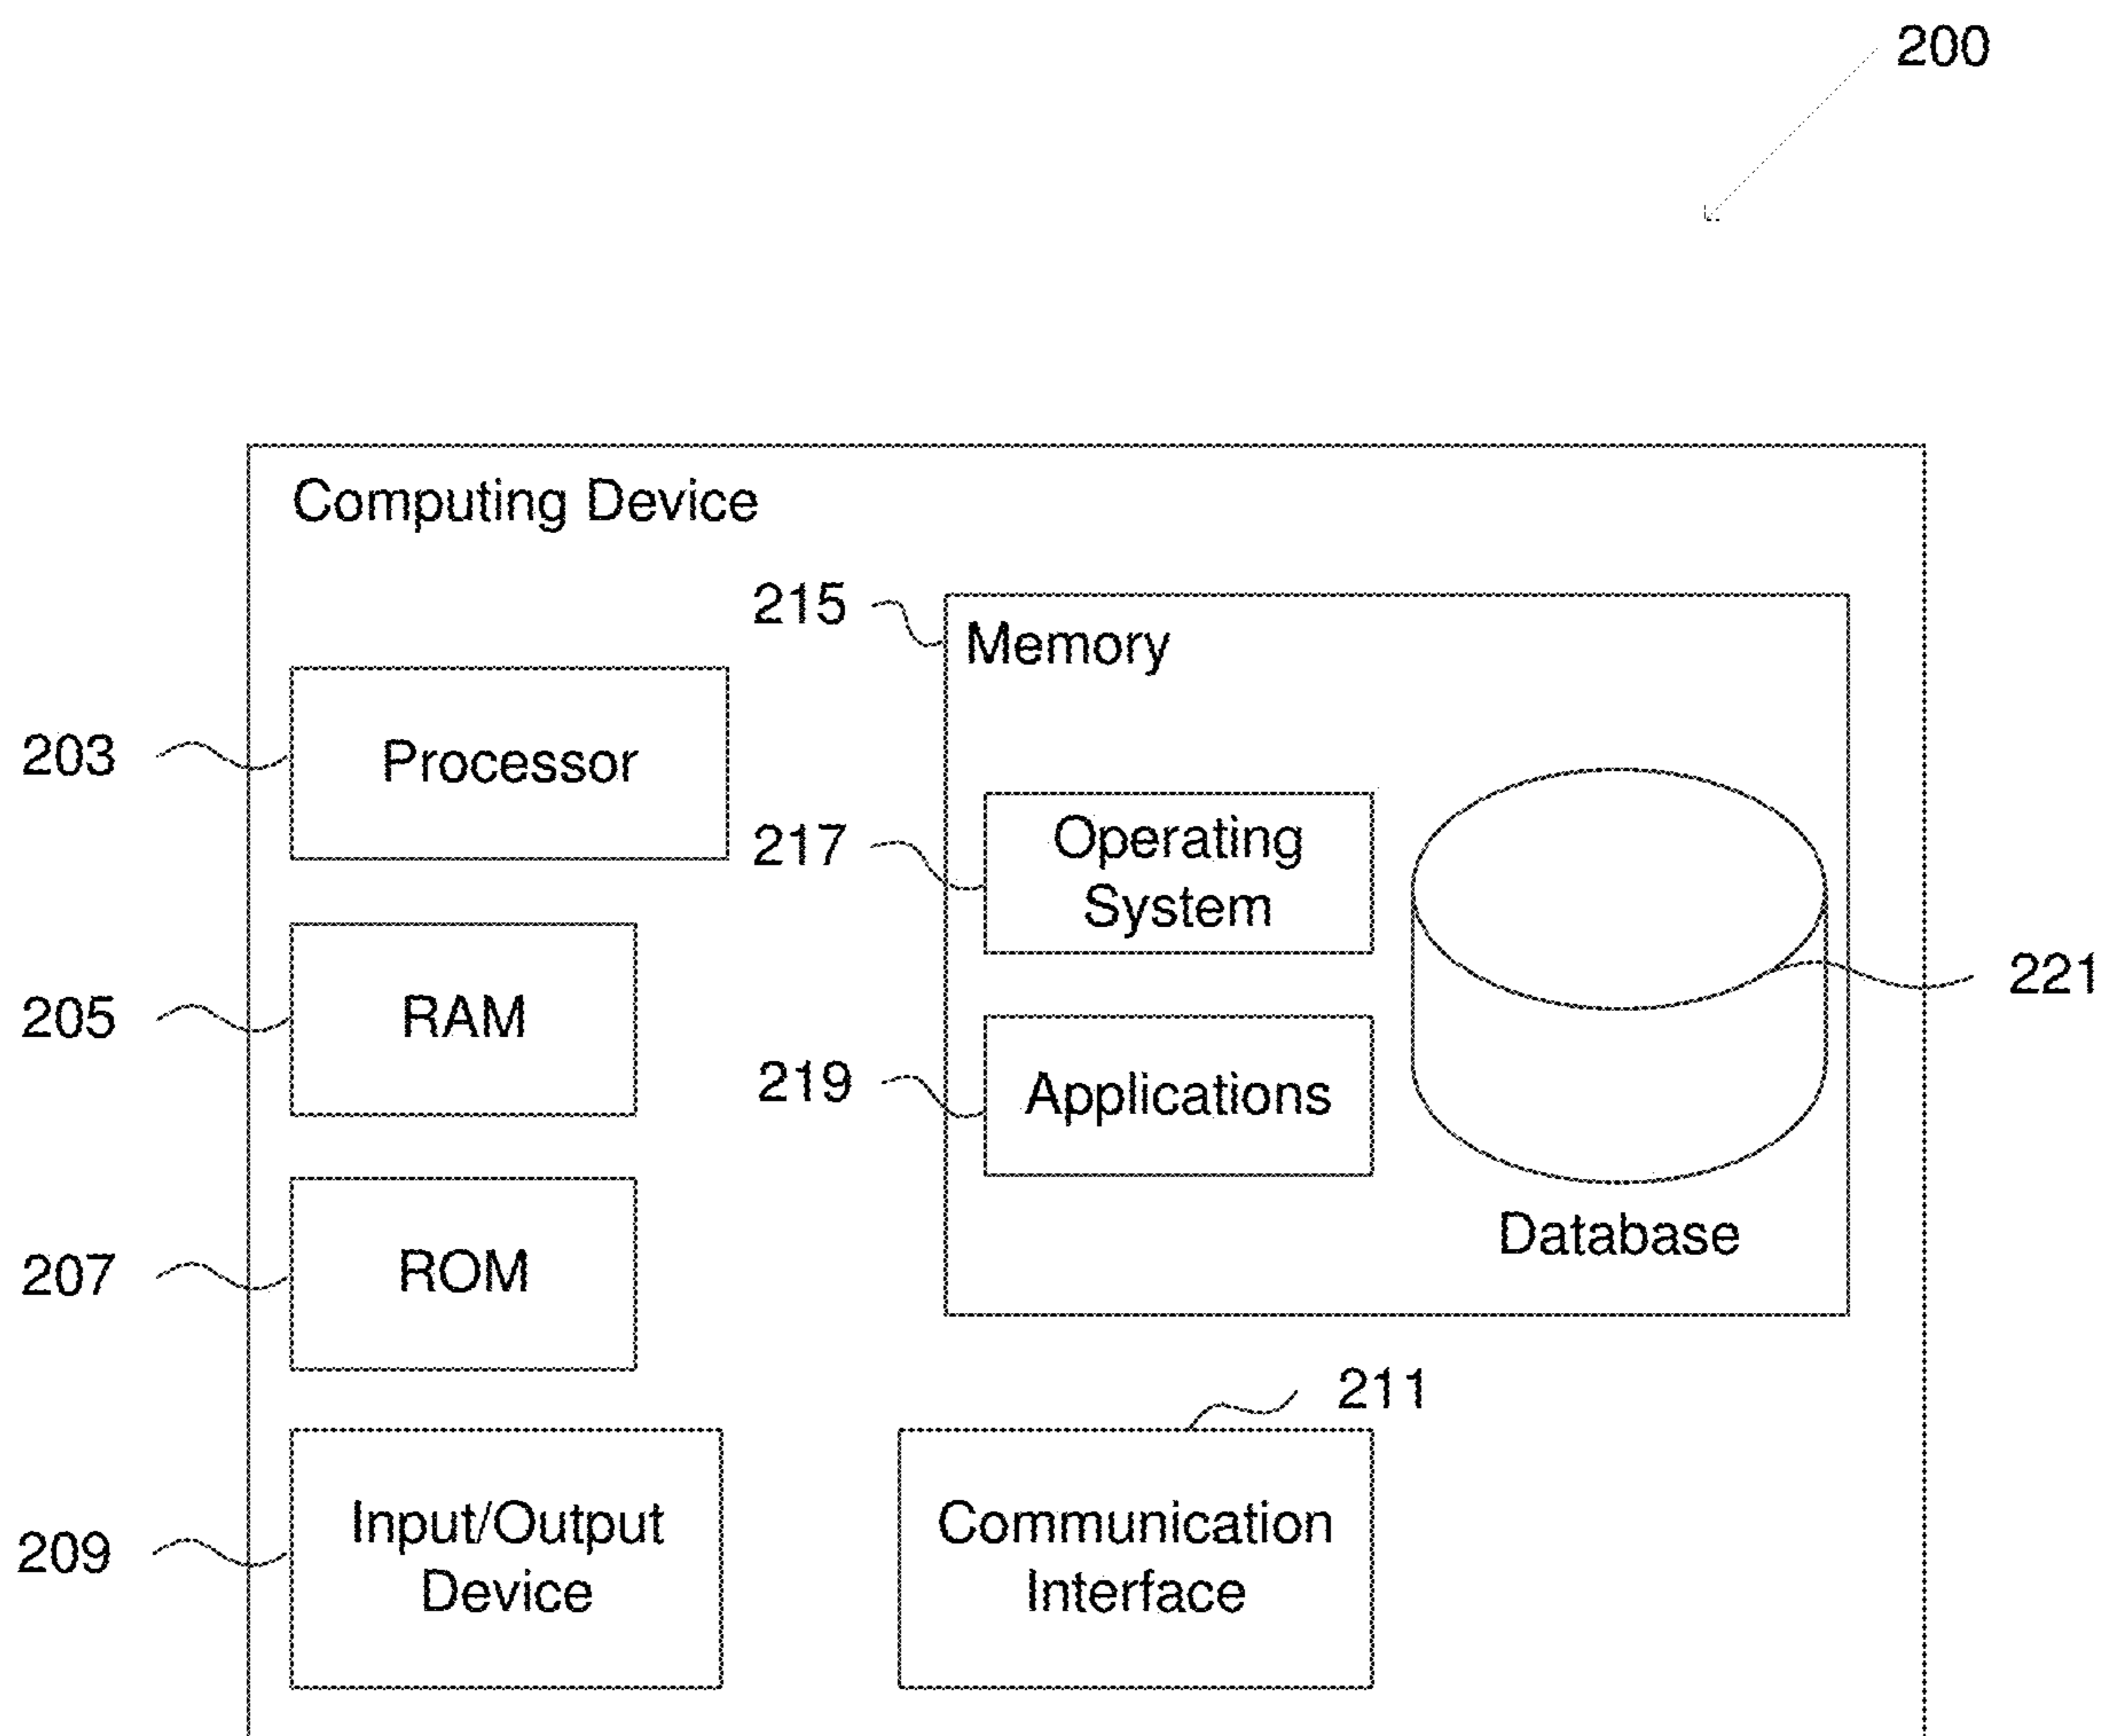 200
Computing Device
215
Memory
203
Processor
217
Operating
System
205
RAM
221
219
Applications
207
ROM
Database
211
209
Input/Output
Device
Communication
Interface